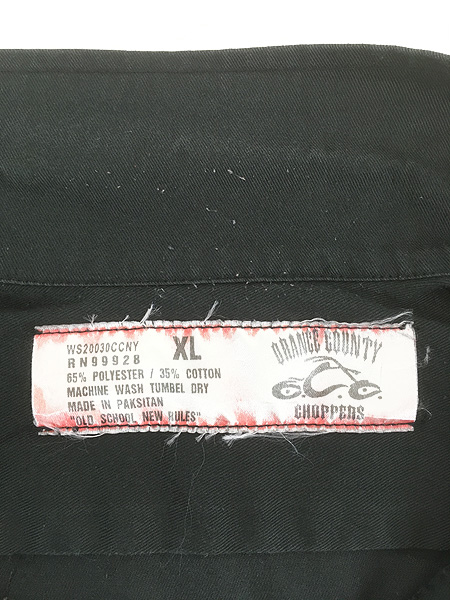 WS20030CCNY
XL
RN99928
65% POLYESTER / 35% COTTON
MACHINE WASH TUMBEL DRY
MADE IN PAKSITAN
"OLD SCHOOL NEW RULES"
ORANGE COUNTY
O.C.C.
CHOPPERS